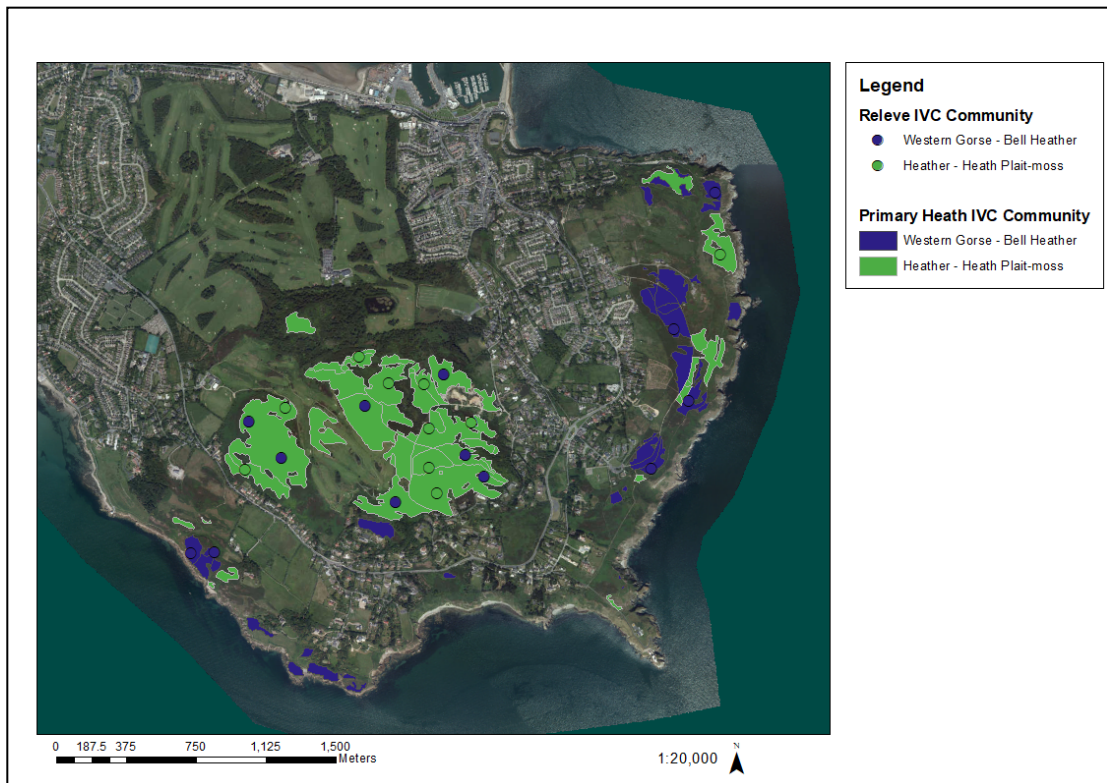 Legend
Releve IVC Community
Western Gorse - Bell Heather
Heather - Heath Plait-moss
Primary Heath IVC Community
Western Gorse - Bell Heather
Heather - Heath Plait-moss
0 187.5 375 750 1,125 1,500
Meters
1:20,000
N